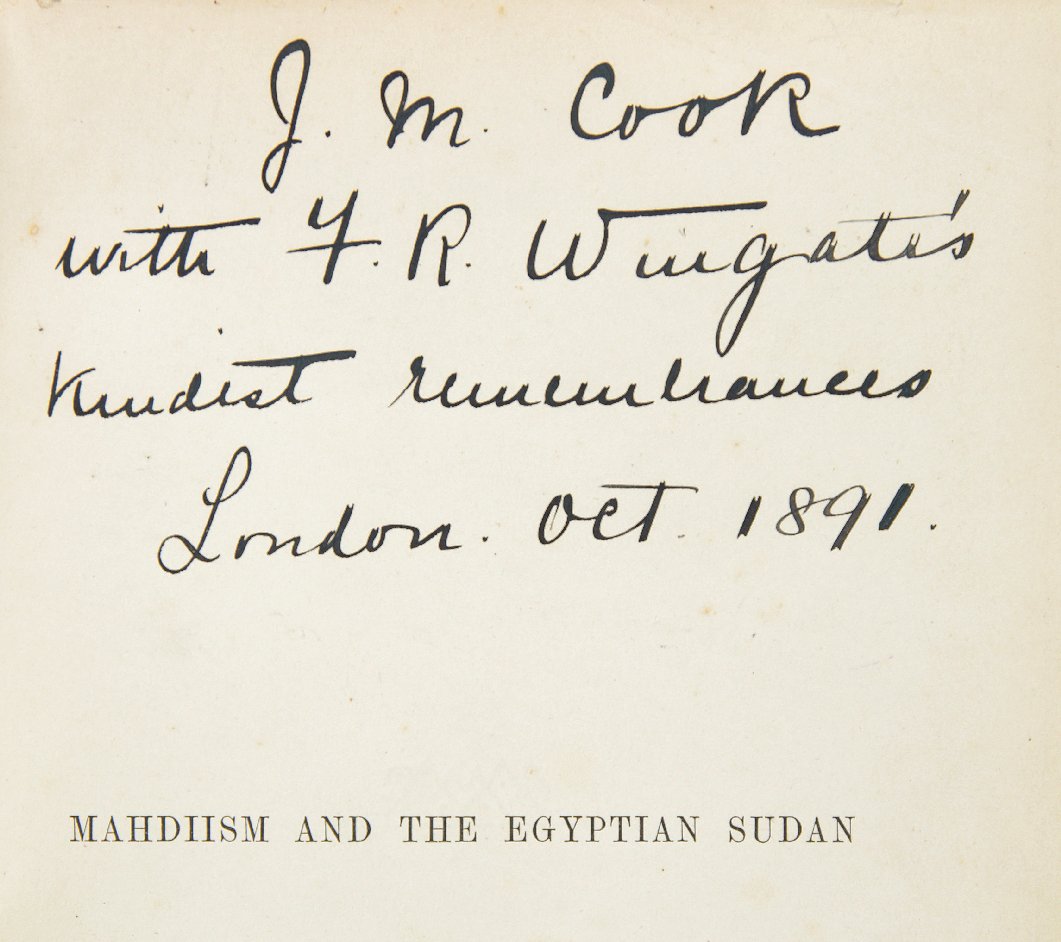 J. M. Cook
with F. R. Wingate's
kindest remembrances
London. Oct. 1891.
MAHDIISM AND THE EGYPTIAN SUDAN